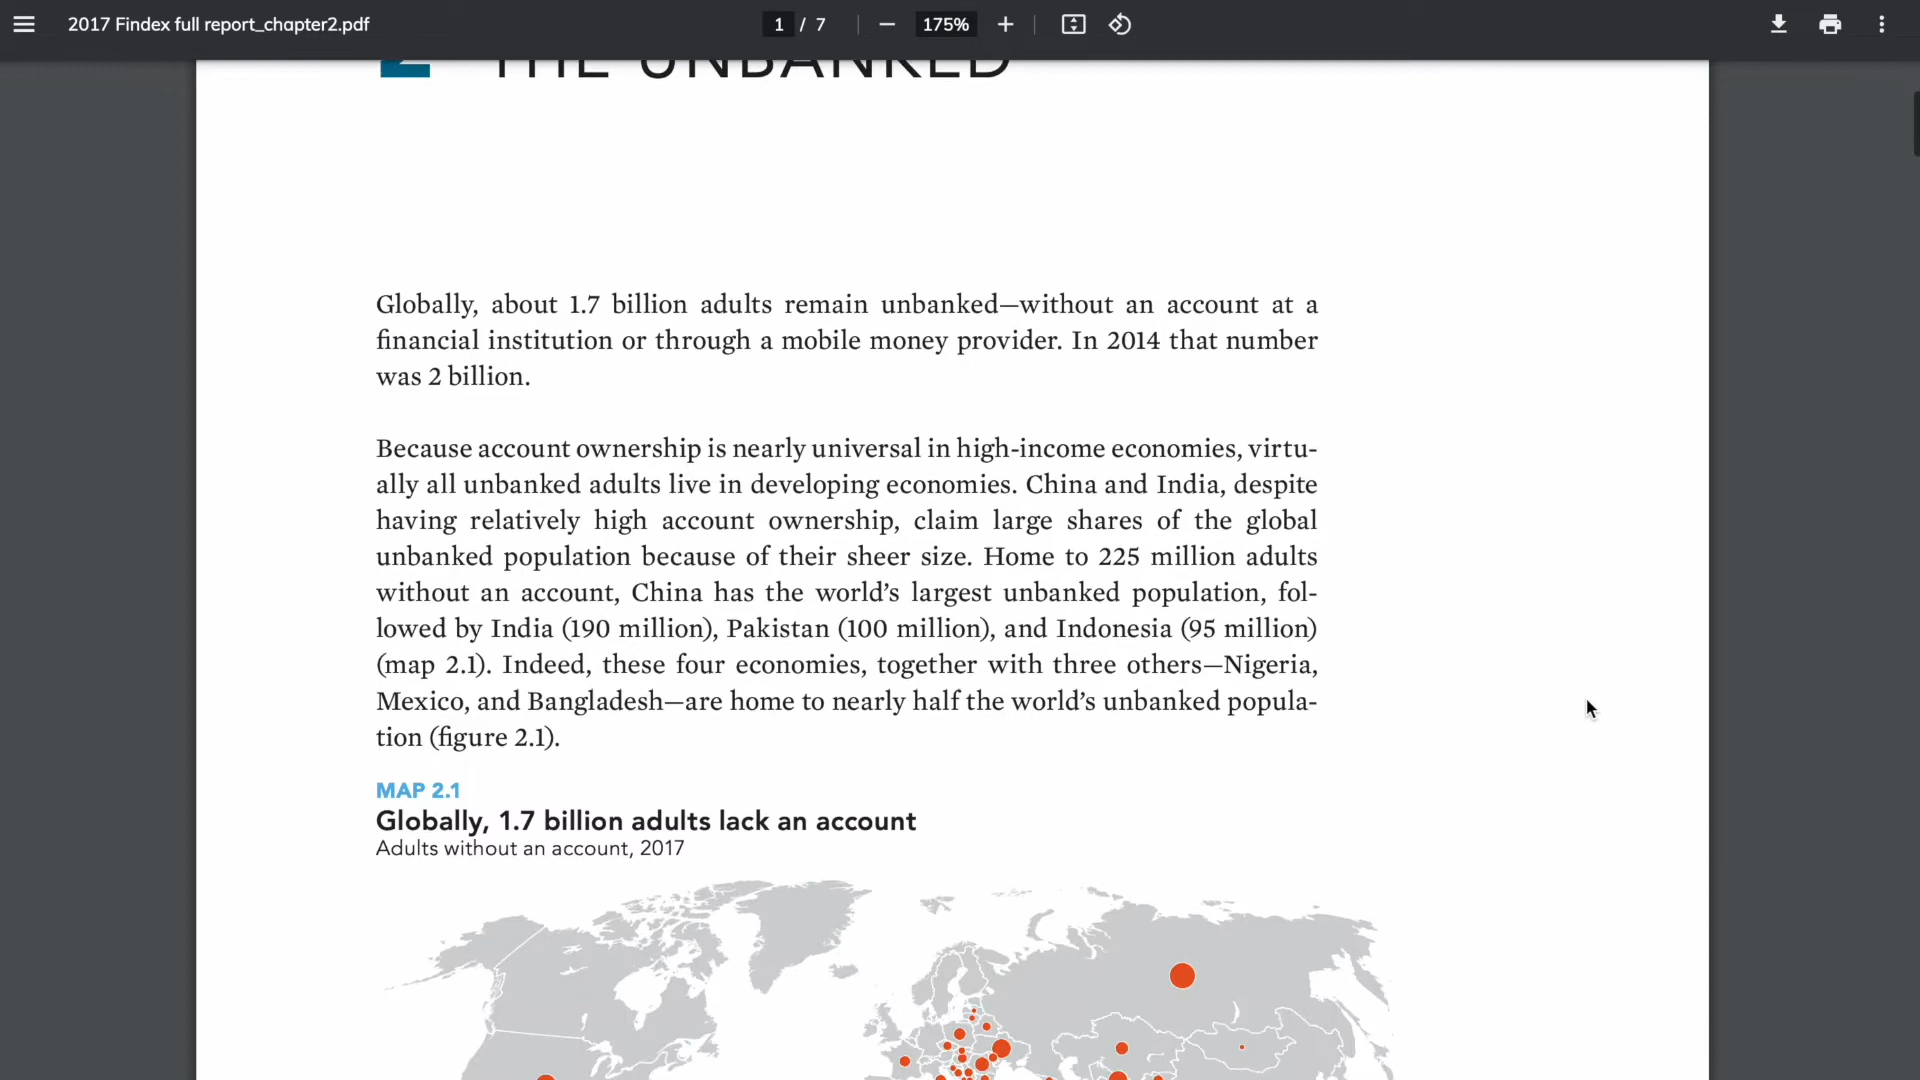 2017 Findex full report_chapter2.pdf
1 / 7
175%
2 THE UNBANKED
Globally, about 1.7 billion adults remain unbanked—without an account at a
financial institution or through a mobile money provider. In 2014 that number
was 2 billion.
Because account ownership is nearly universal in high-income economies, virtu-
ally all unbanked adults live in developing economies. China and India, despite
having relatively high account ownership, claim large shares of the global
unbanked population because of their sheer size. Home to 225 million adults
without an account, China has the world’s largest unbanked population, fol-
lowed by India (190 million), Pakistan (100 million), and Indonesia (95 million)
(map 2.1). Indeed, these four economies, together with three others—Nigeria,
Mexico, and Bangladesh—are home to nearly half the world’s unbanked popula-
tion (figure 2.1).
MAP 2.1
Globally, 1.7 billion adults lack an account
Adults without an account, 2017